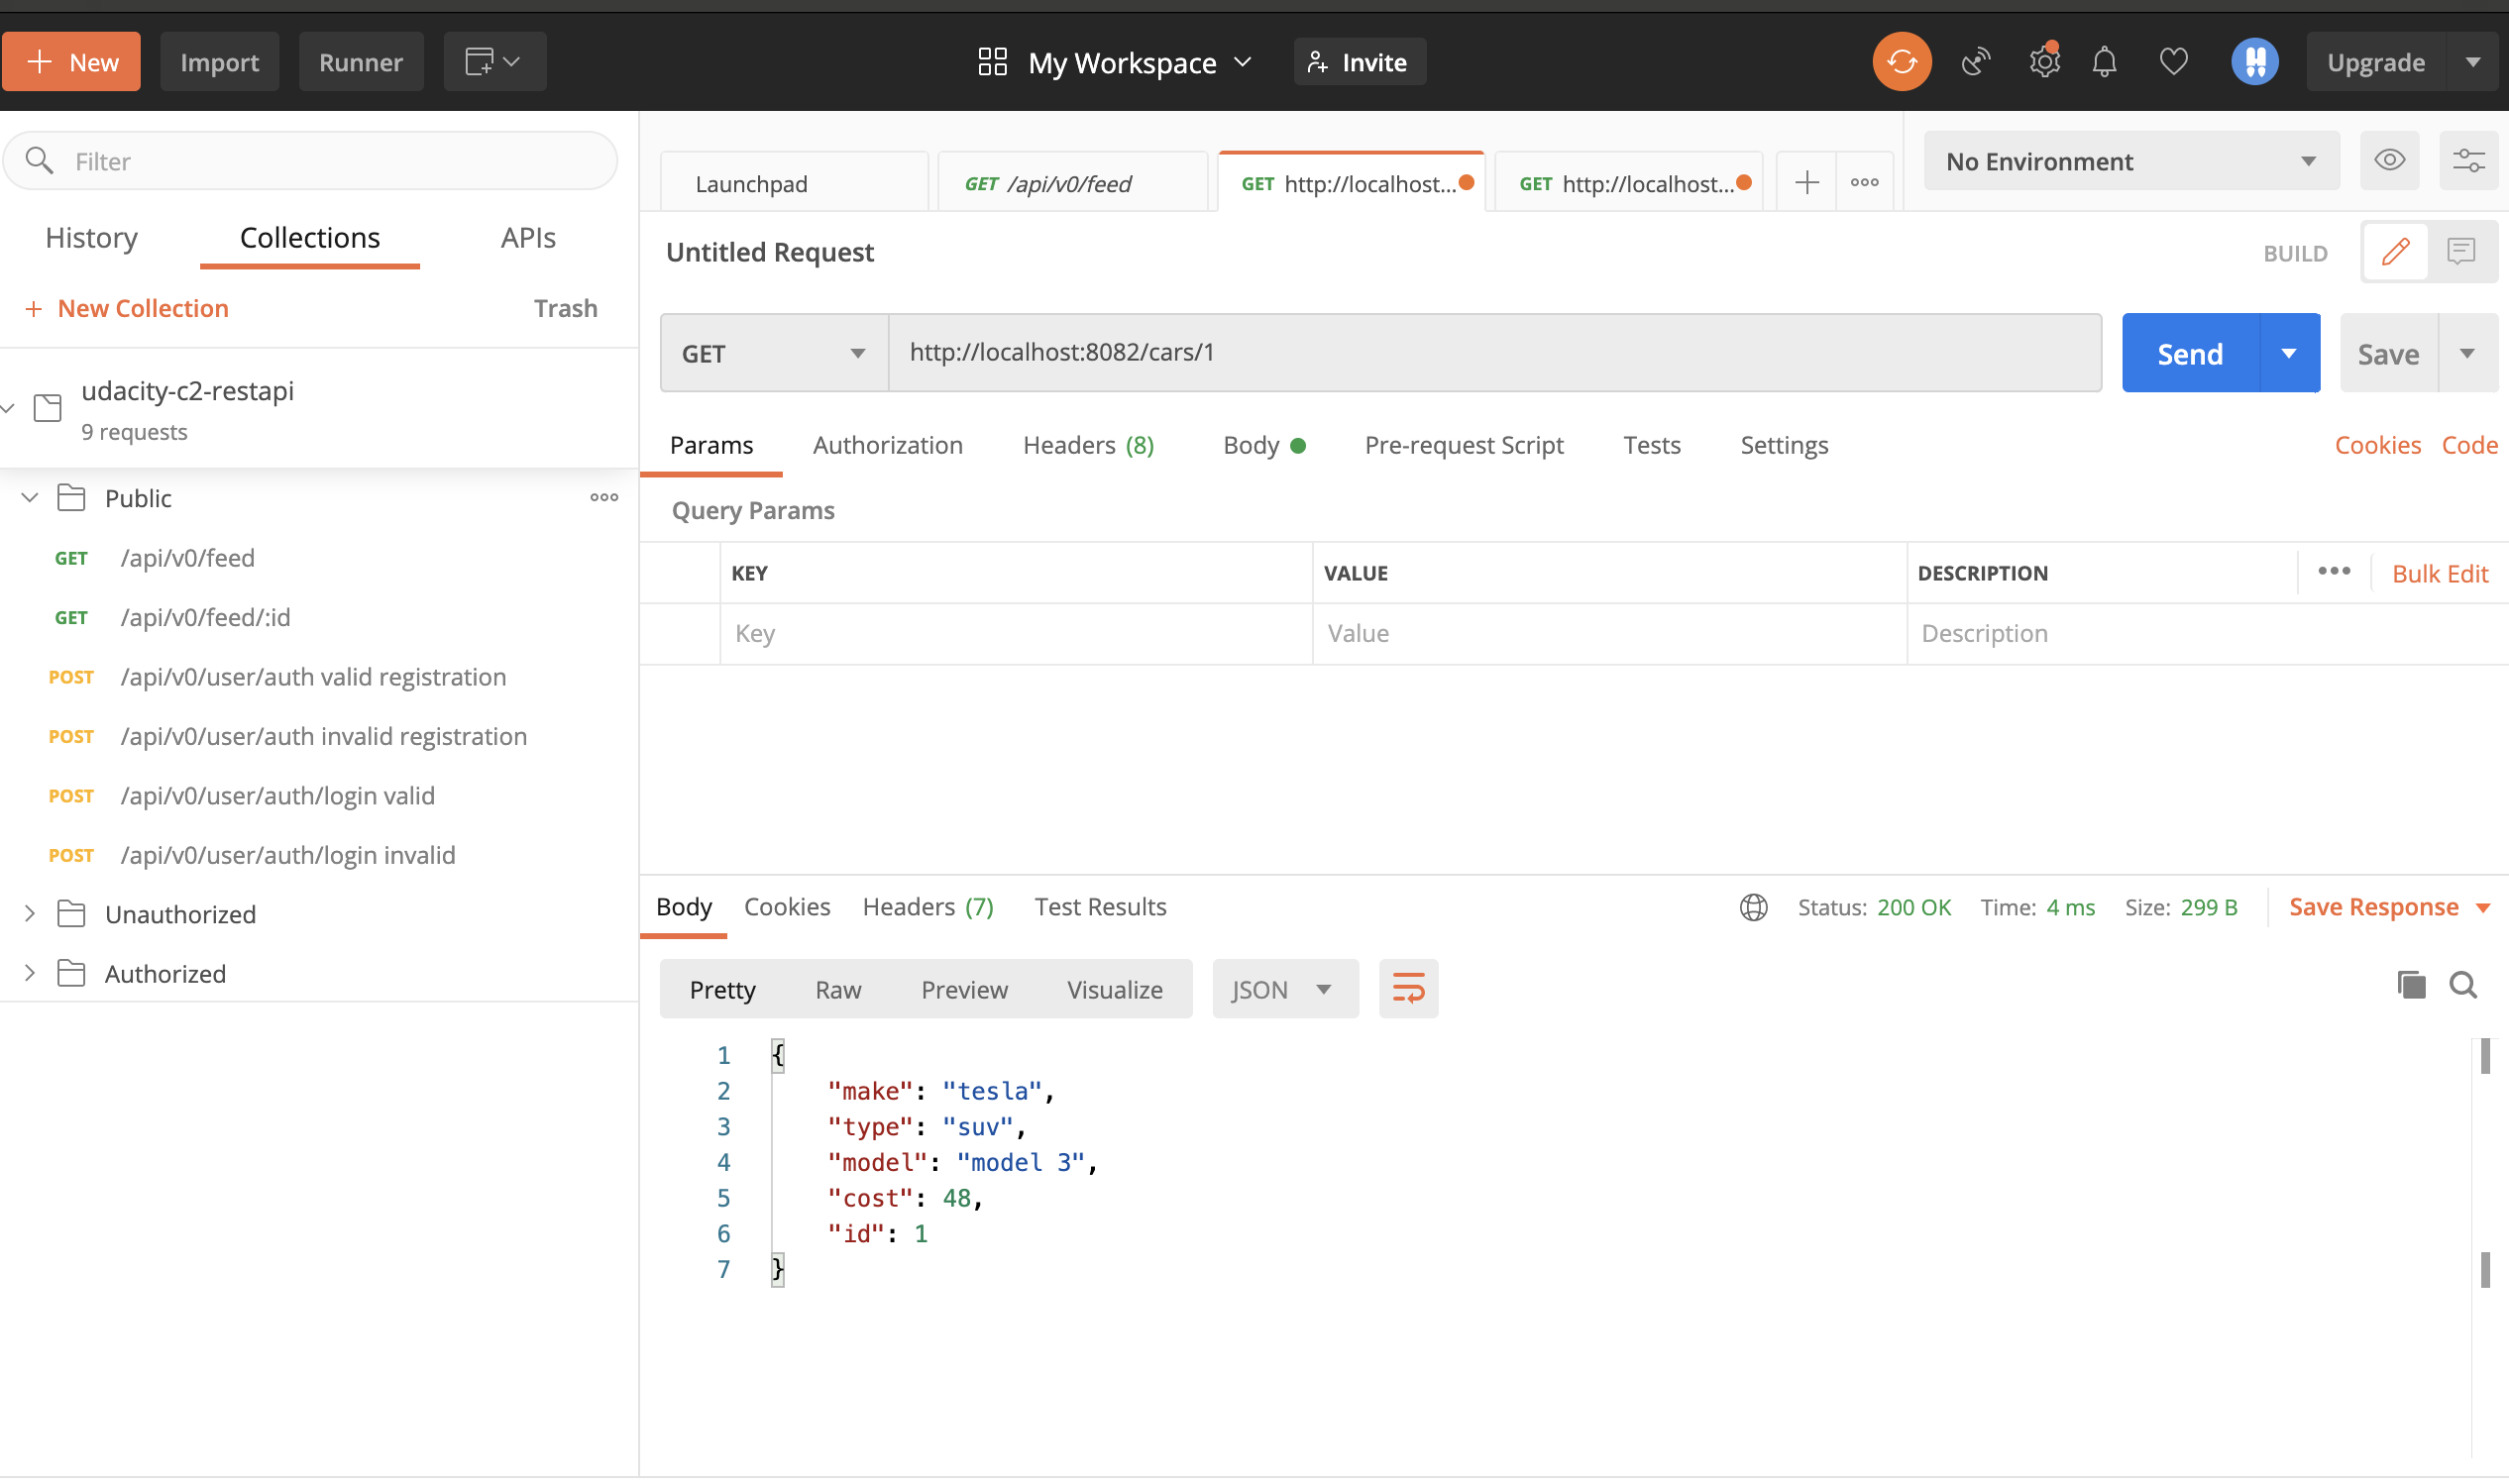 New
Import
Runner
My Workspace
Invite
Upgrade
Filter
History
Collections
APIs
+ New Collection
Trash
udacity-c2-restapi
9 requests
Public
GET /api/v0/feed
GET /api/v0/feed/:id
POST /api/v0/user/auth valid registration
POST /api/v0/user/auth invalid registration
POST /api/v0/user/auth/login valid
POST /api/v0/user/auth/login invalid
Unauthorized
Authorized
Launchpad
GET /api/v0/feed
GET http://localhost...
GET http://localhost...
No Environment
Untitled Request
BUILD
GET
http://localhost:8082/cars/1
Send
Save
Params
Authorization
Headers (8)
Body
Pre-request Script
Tests
Settings
Cookies
Code
Query Params
KEY
VALUE
DESCRIPTION
Bulk Edit
Key
Value
Description
Body
Cookies
Headers (7)
Test Results
Status: 200 OK
Time: 4 ms
Size: 299 B
Save Response
Pretty
Raw
Preview
Visualize
JSON
1 {
2 "make": "tesla",
3 "type": "suv",
4 "model": "model 3",
5 "cost": 48,
6 "id": 1
7 }